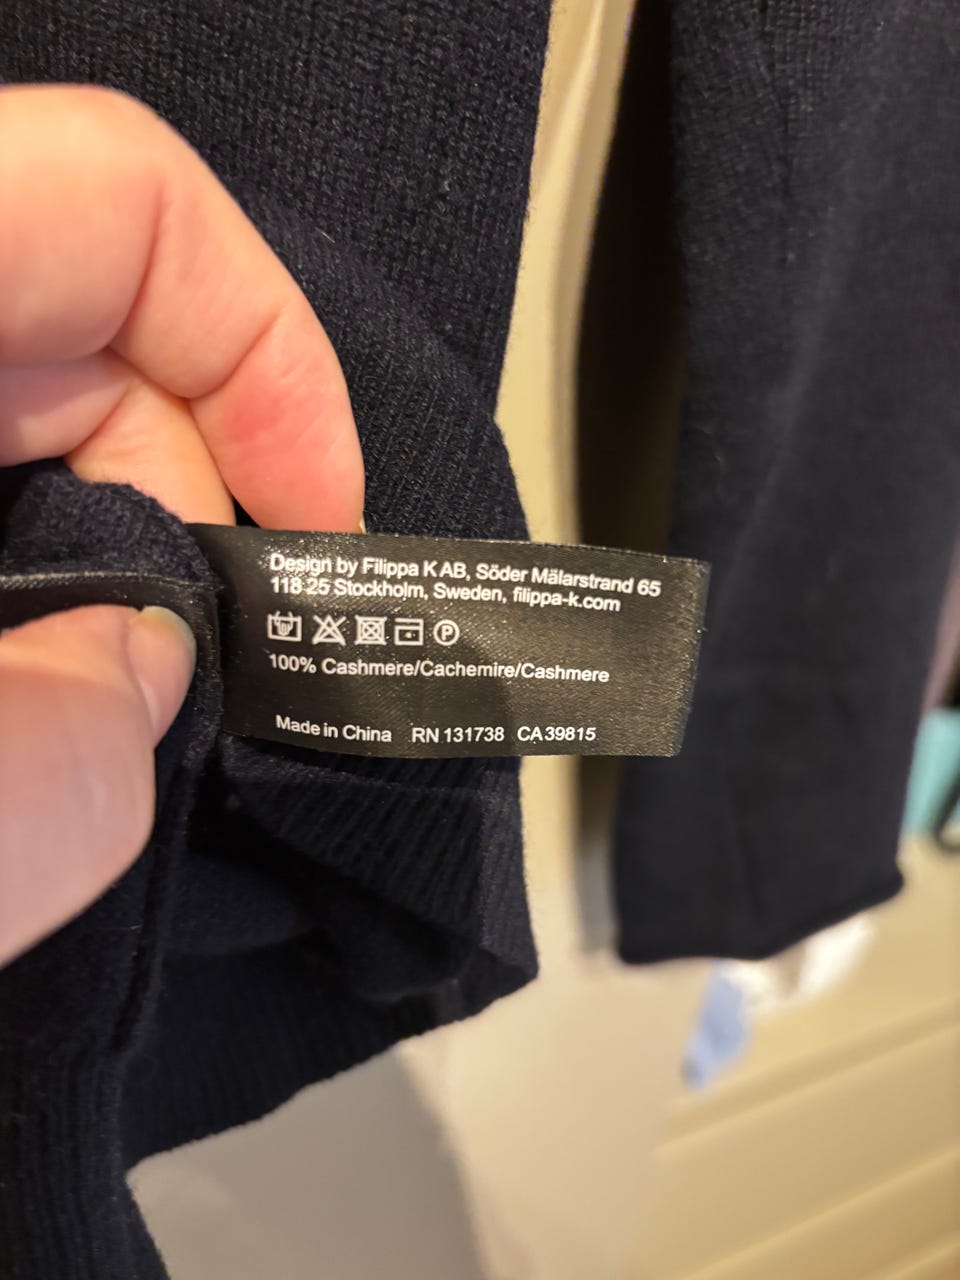 Design by Filippa K AB, Söder Mälarstrand 65
118 25 Stockholm, Sweden, filippa-k.com
P
100% Cashmere/Cachemire/Cashmere
Made in China RN 131738 CA 39815